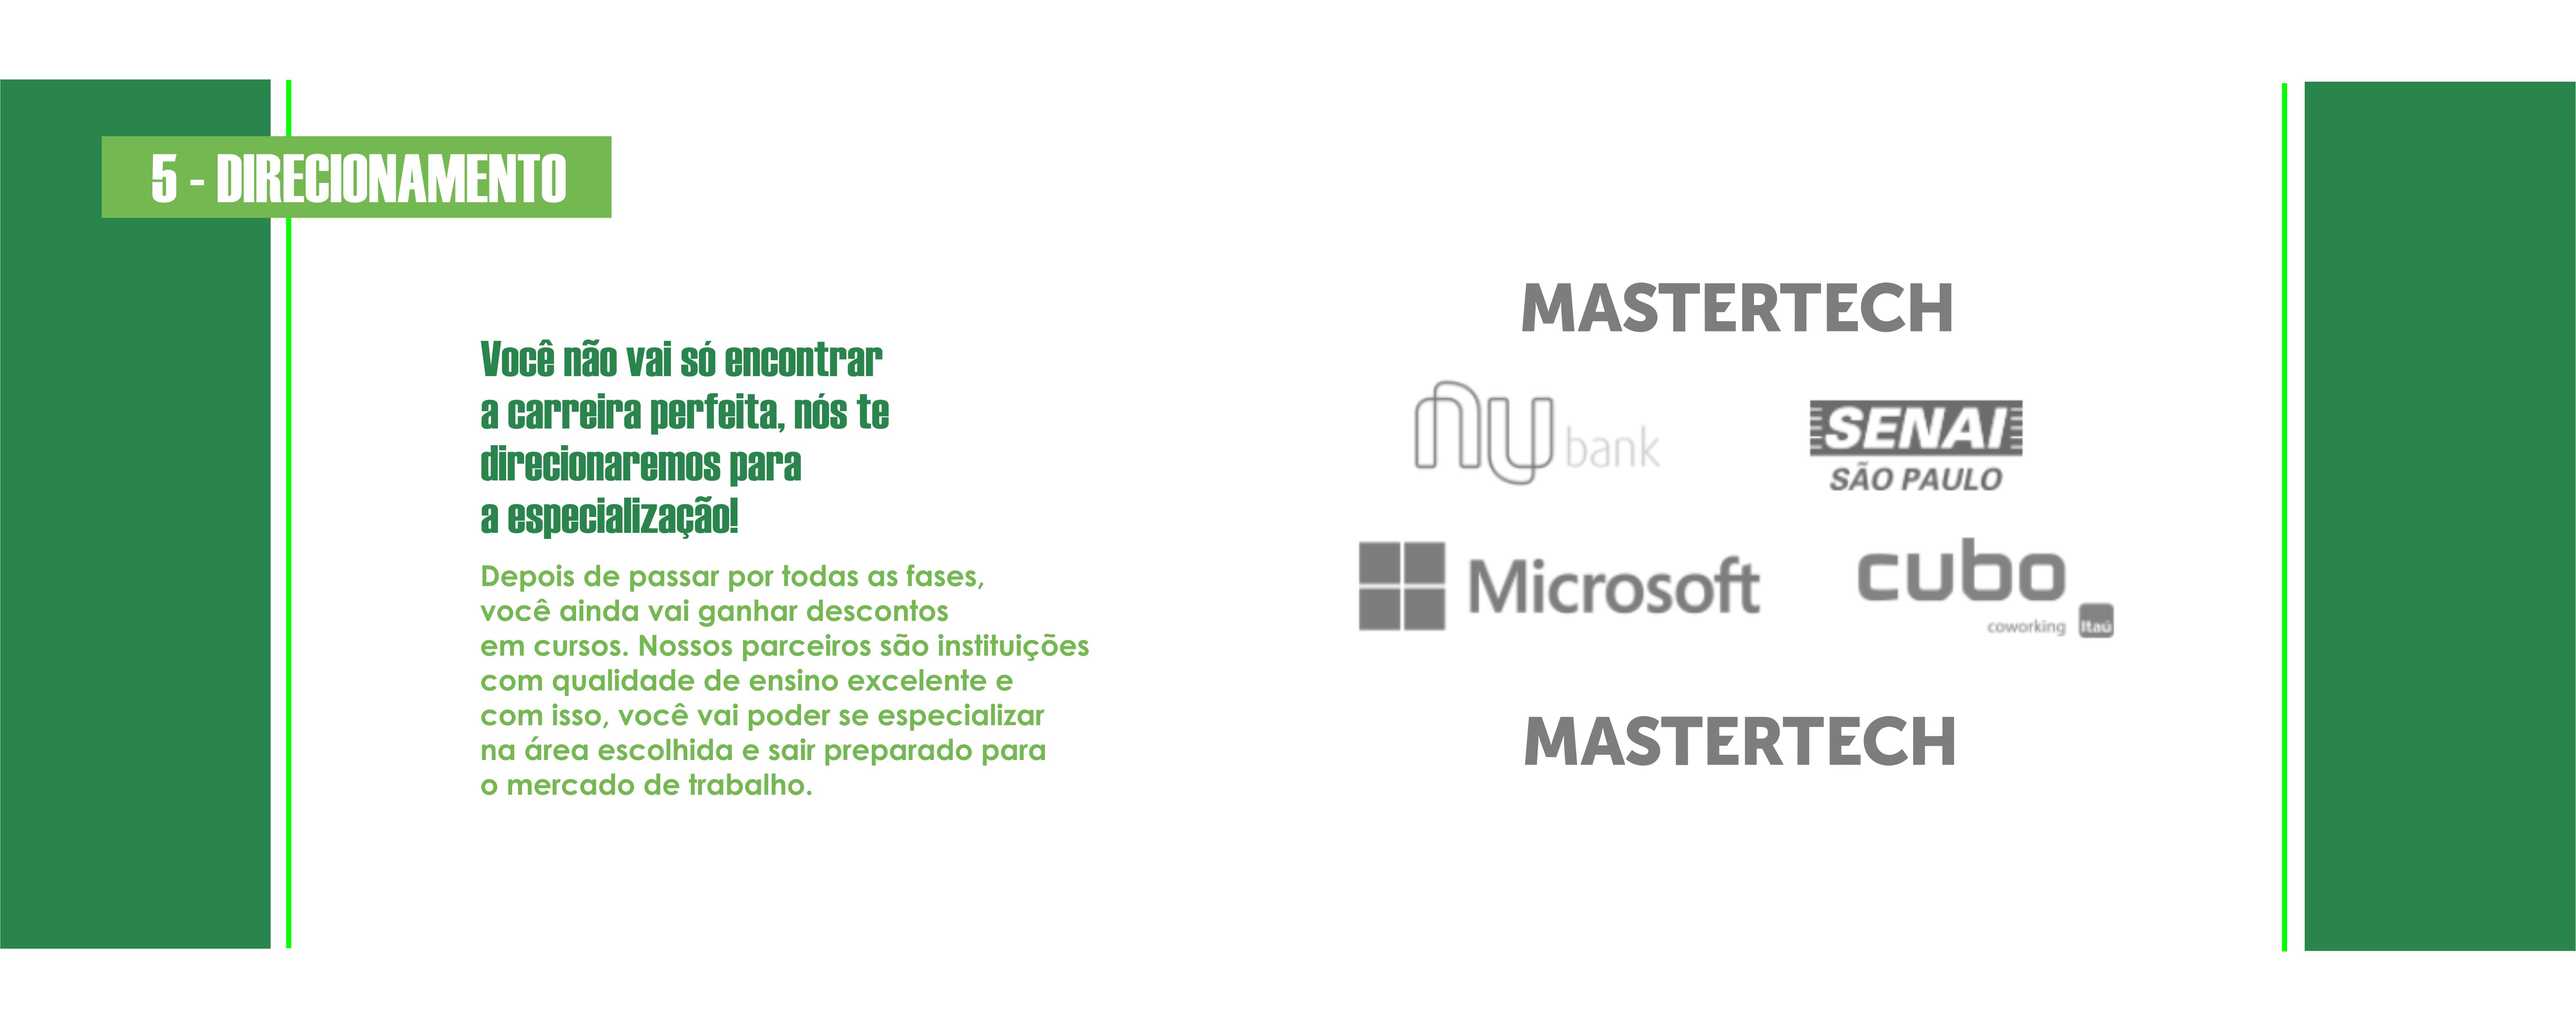 5 - DIRECIONAMENTO
Você não vai só encontrar
a carreira perfeita, nós te
direcionaremos para
a especialização!
Depois de passar por todas as fases,
você ainda vai ganhar descontos
em cursos. Nossos parceiros são instituições
com qualidade de ensino excelente e
com isso, você vai poder se especializar
na área escolhida e sair preparado para
o mercado de trabalho.
MASTERTECH
nu bank
SENAI
SÃO PAULO
Microsoft
cubo
coworking Itaú
MASTERTECH